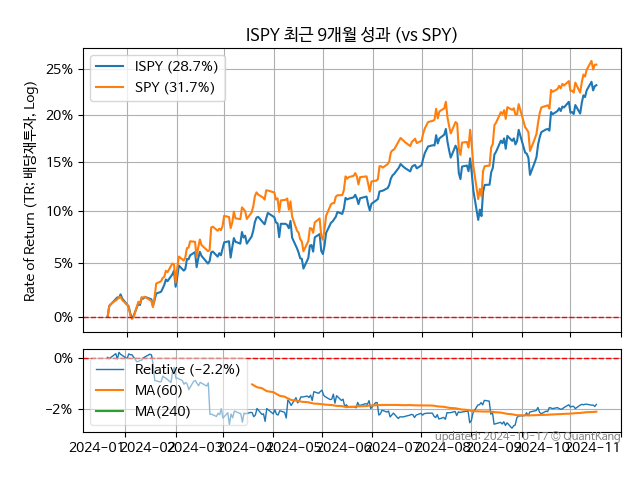 ISPY 최근 9개월 성과 (vs SPY)
ISPY (28.7%)
SPY (31.7%)
25%
20%
15%
10%
5%
0%
Rate of Return (TR: 배당재투자, Log)
Relative (-2.2%)
MA(60)
MA(240)
0%
-2%
updated: 2024-10-17 © QuantKang
2024-01 2024-02 2024-03 2024-04 2024-05 2024-06 2024-07 2024-08 2024-09 2024-10 2024-11